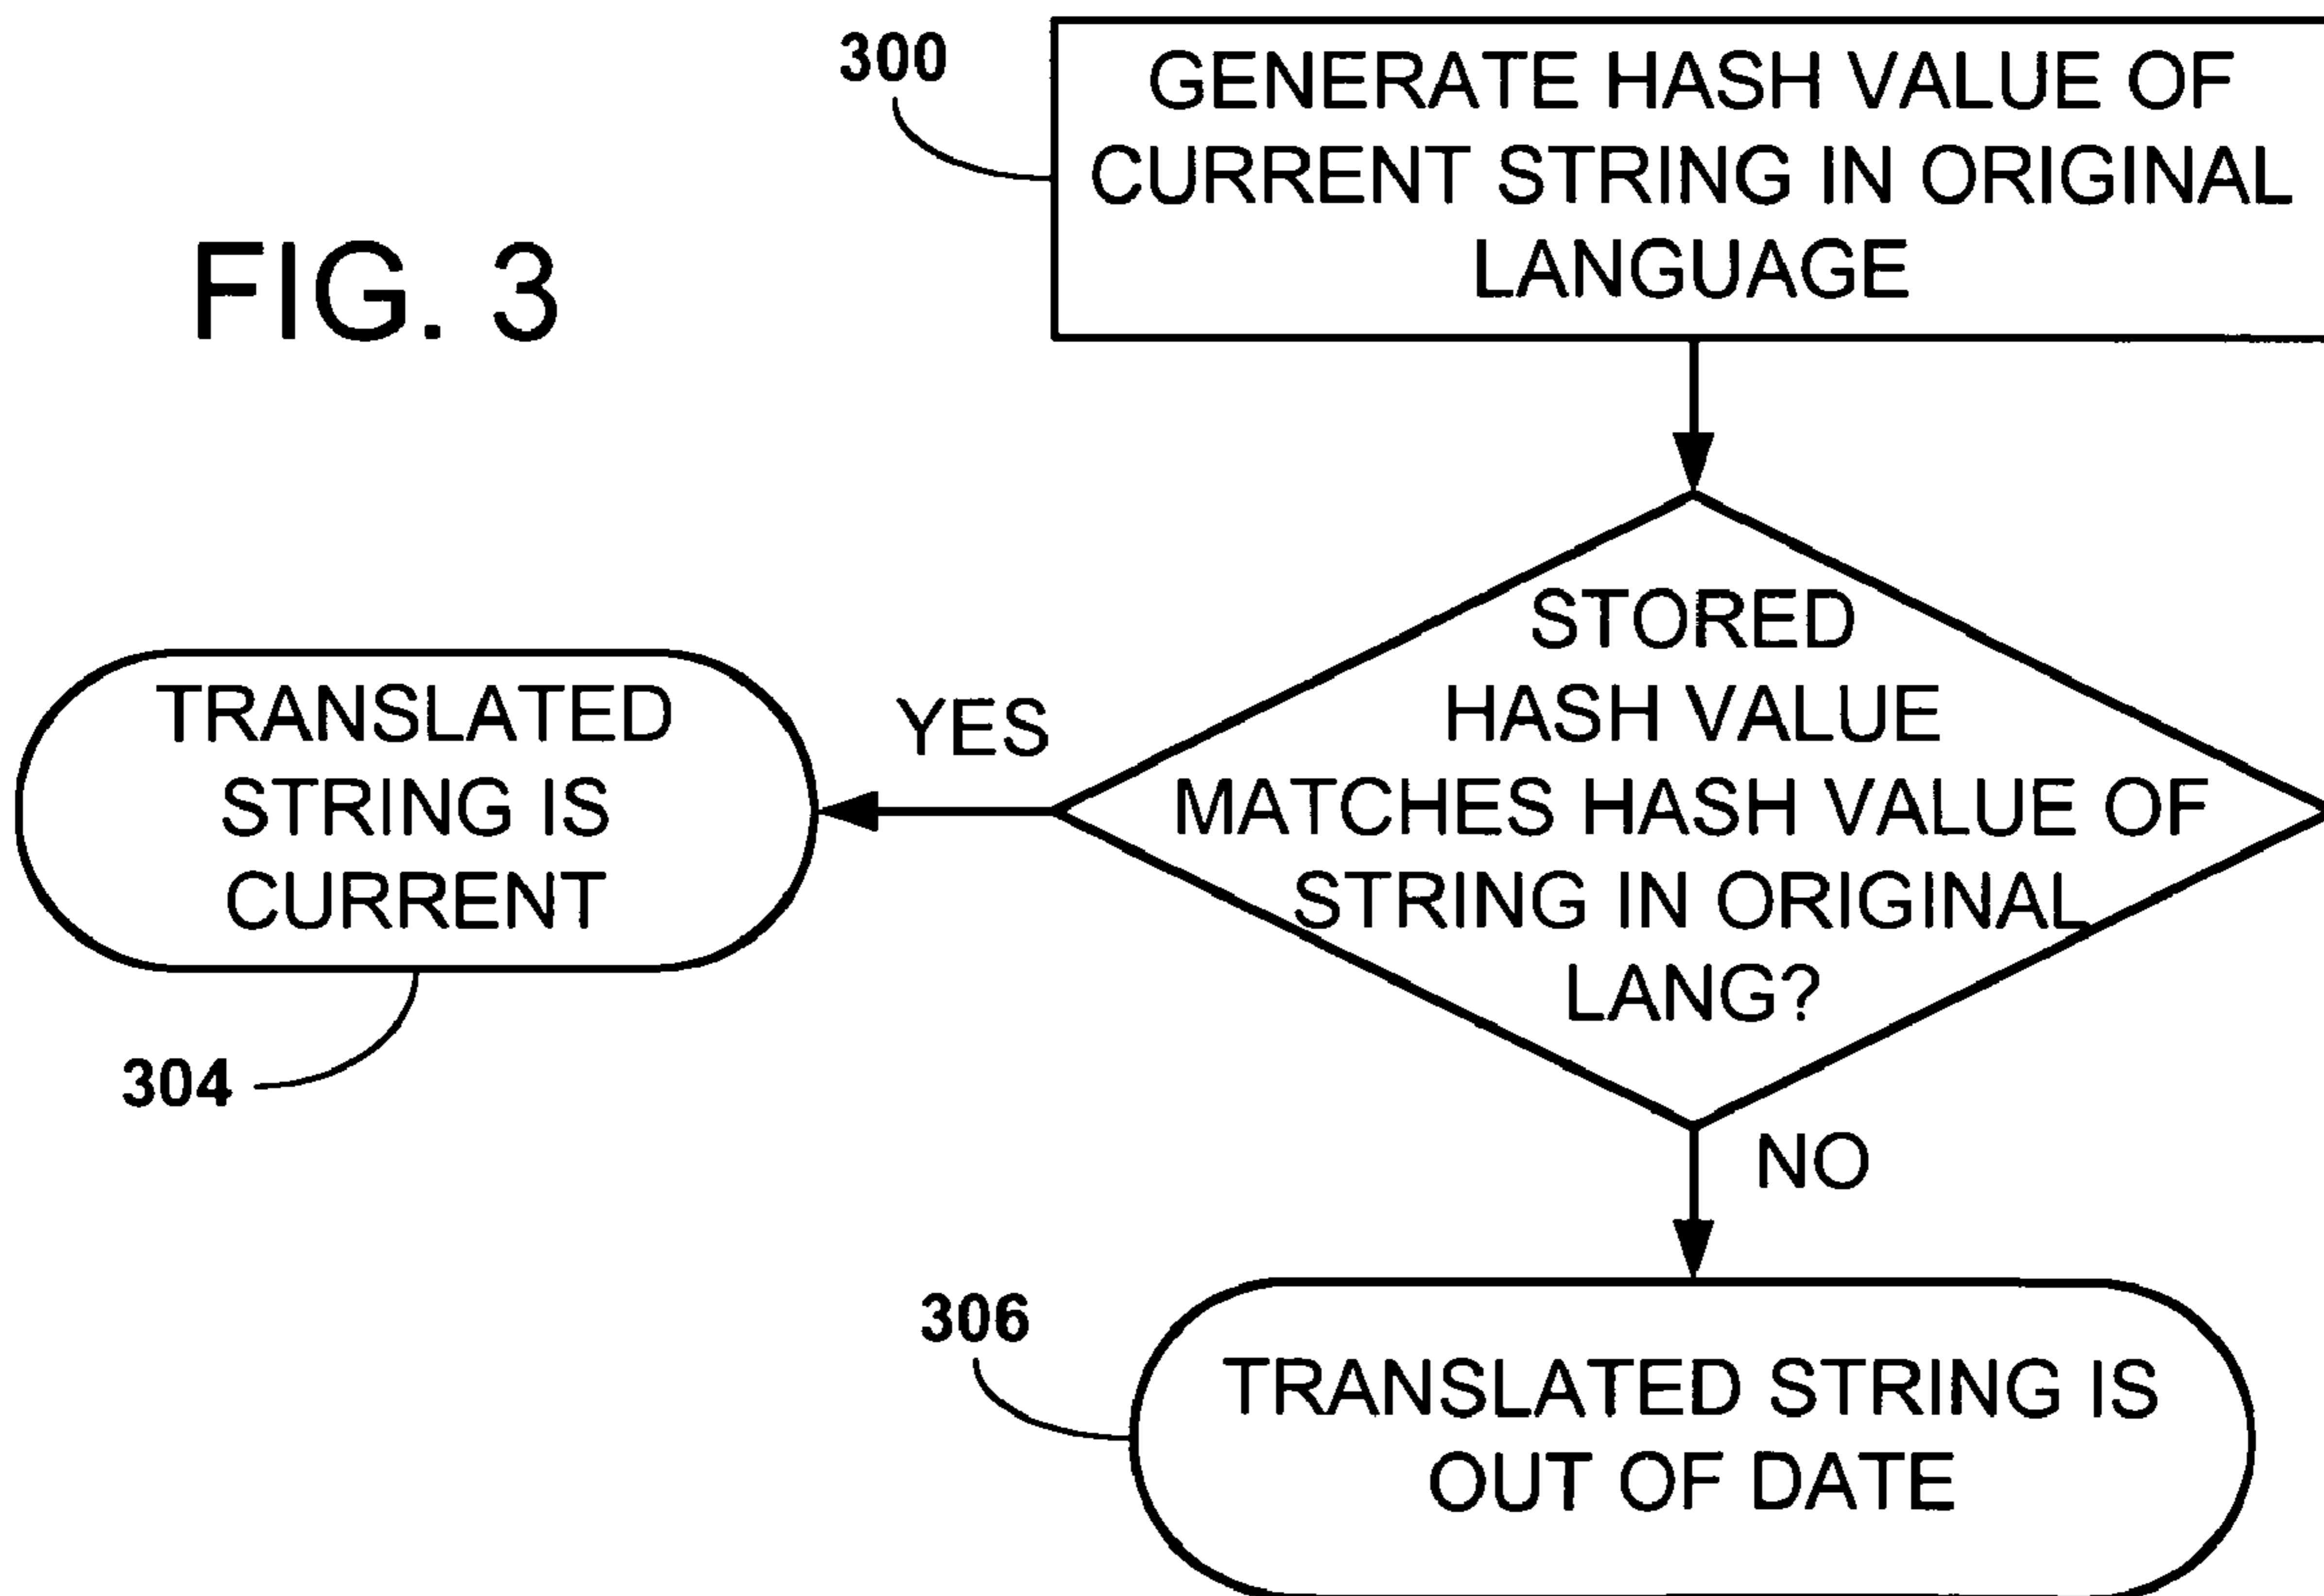 300
GENERATE HASH VALUE OF
CURRENT STRING IN ORIGINAL
LANGUAGE
FIG. 3
STORED
HASH VALUE
MATCHES HASH VALUE OF
STRING IN ORIGINAL
LANG?
YES
TRANSLATED
STRING IS
CURRENT
304
NO
306
TRANSLATED STRING IS
OUT OF DATE